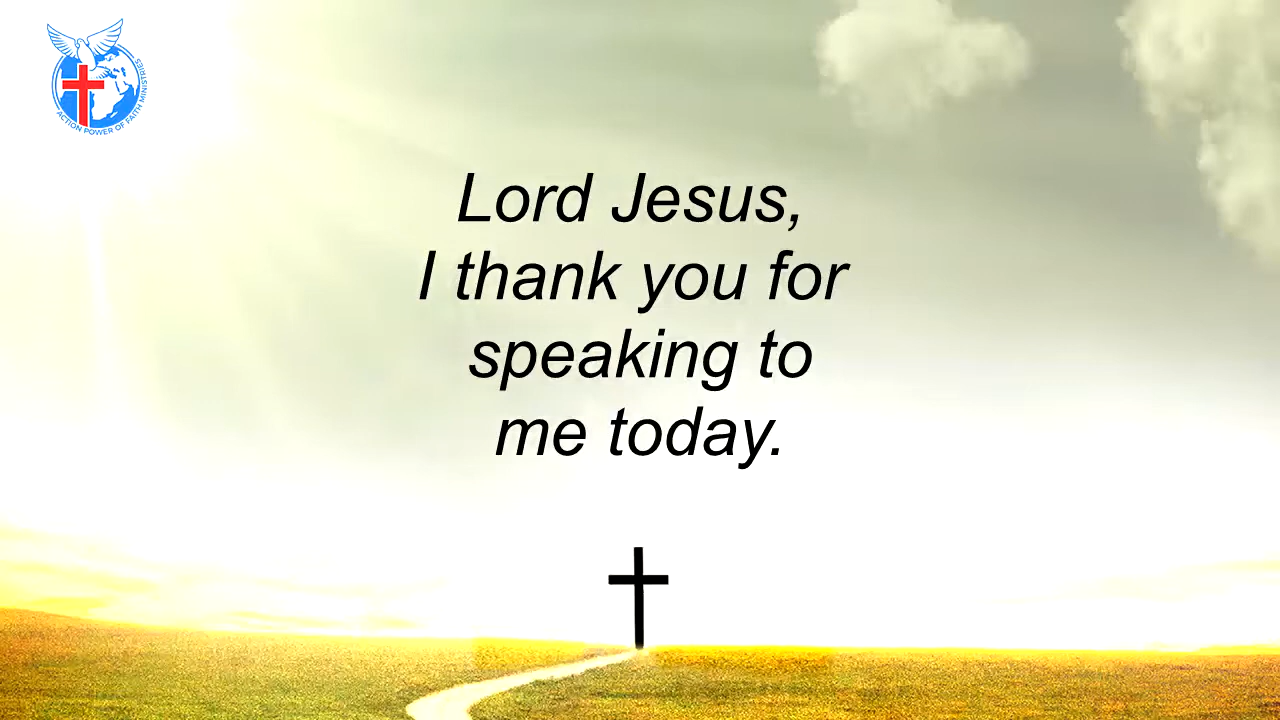 ACTION POWER OF FAITH MINISTRIES
Lord Jesus,
I thank you for
speaking to
me today.